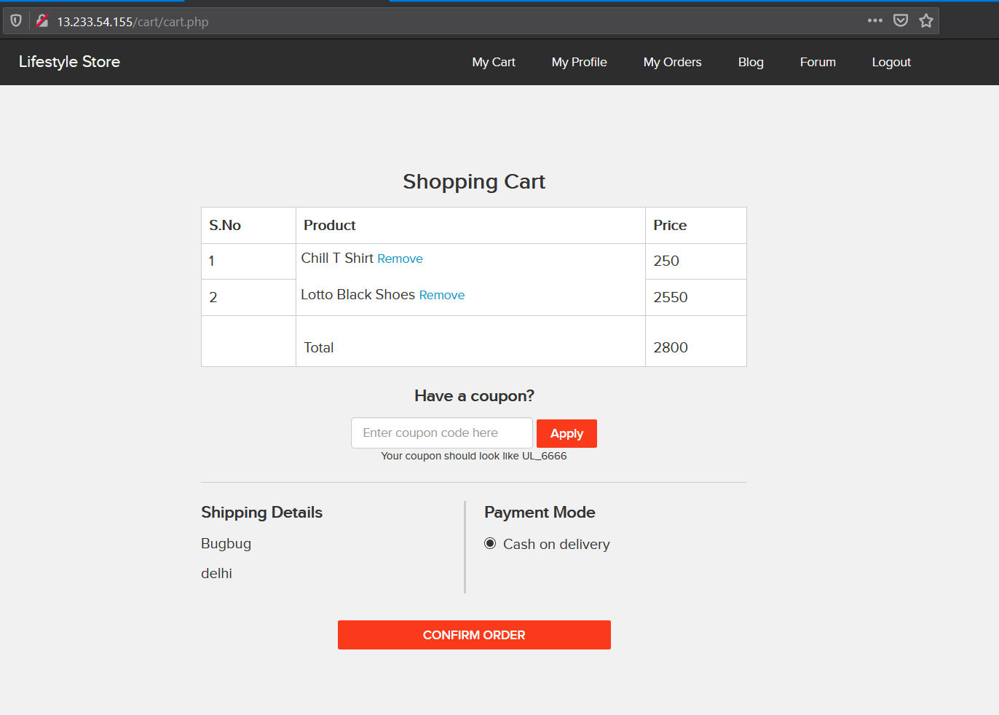 13.233.54.155/cart/cart.php
Lifestyle Store My Cart My Profile My Orders Blog Forum Logout
Shopping Cart
S.No Product Price
1 Chill T Shirt Remove 250
2 Lotto Black Shoes Remove 2550
Total 2800
Have a coupon?
Enter coupon code here Apply
Your coupon should look like UL_6666
Shipping Details
Bugbug
delhi
Payment Mode
Cash on delivery
CONFIRM ORDER